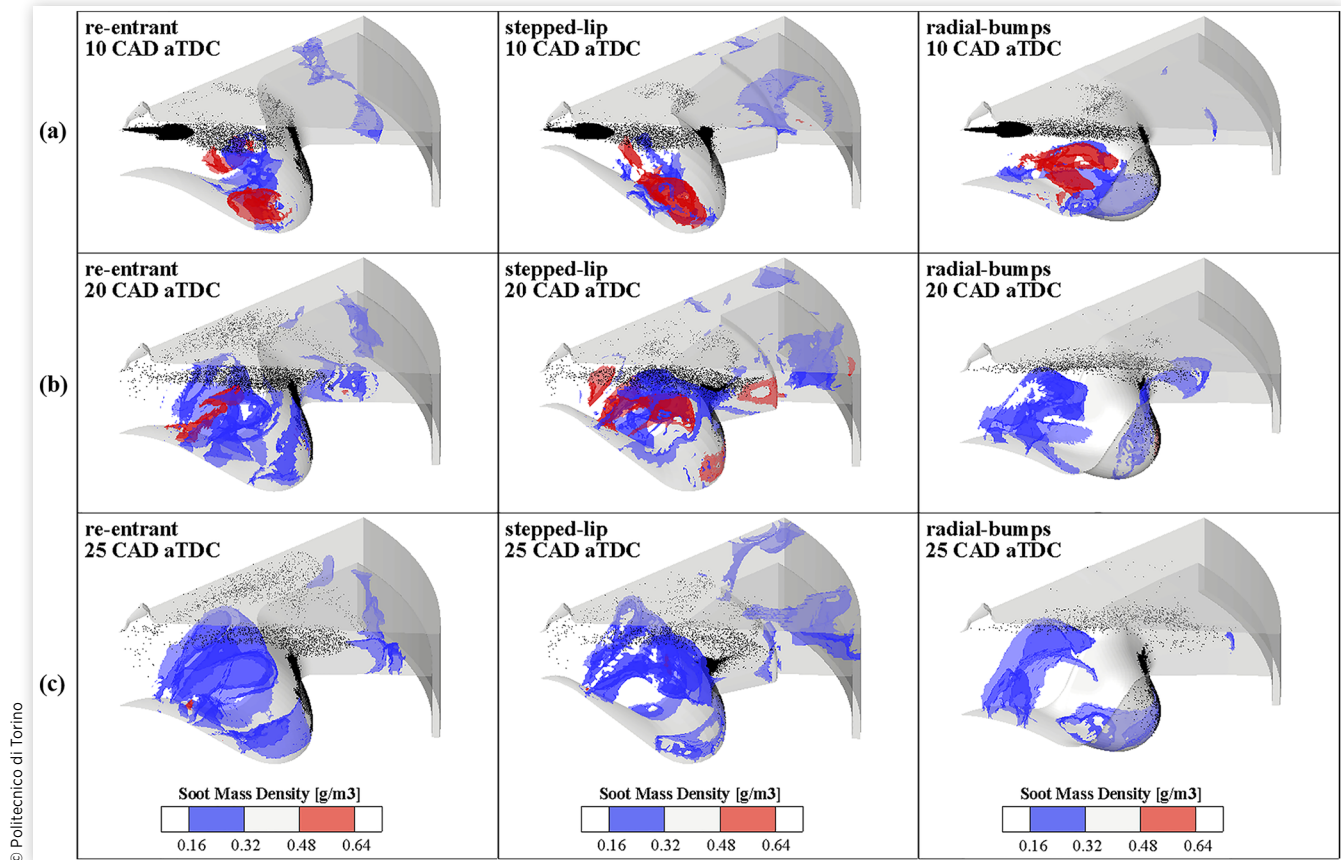 re-entrant
10 CAD aTDC
stepped-lip
10 CAD aTDC
radial-bumps
10 CAD aTDC
(a)
re-entrant
20 CAD aTDC
stepped-lip
20 CAD aTDC
radial-bumps
20 CAD aTDC
(b)
re-entrant
25 CAD aTDC
stepped-lip
25 CAD aTDC
radial-bumps
25 CAD aTDC
(c)
Soot Mass Density [g/m3]
0.16 0.32 0.48 0.64
Soot Mass Density [g/m3]
0.16 0.32 0.48 0.64
Soot Mass Density [g/m3]
0.16 0.32 0.48 0.64
© Politecnico di Torino